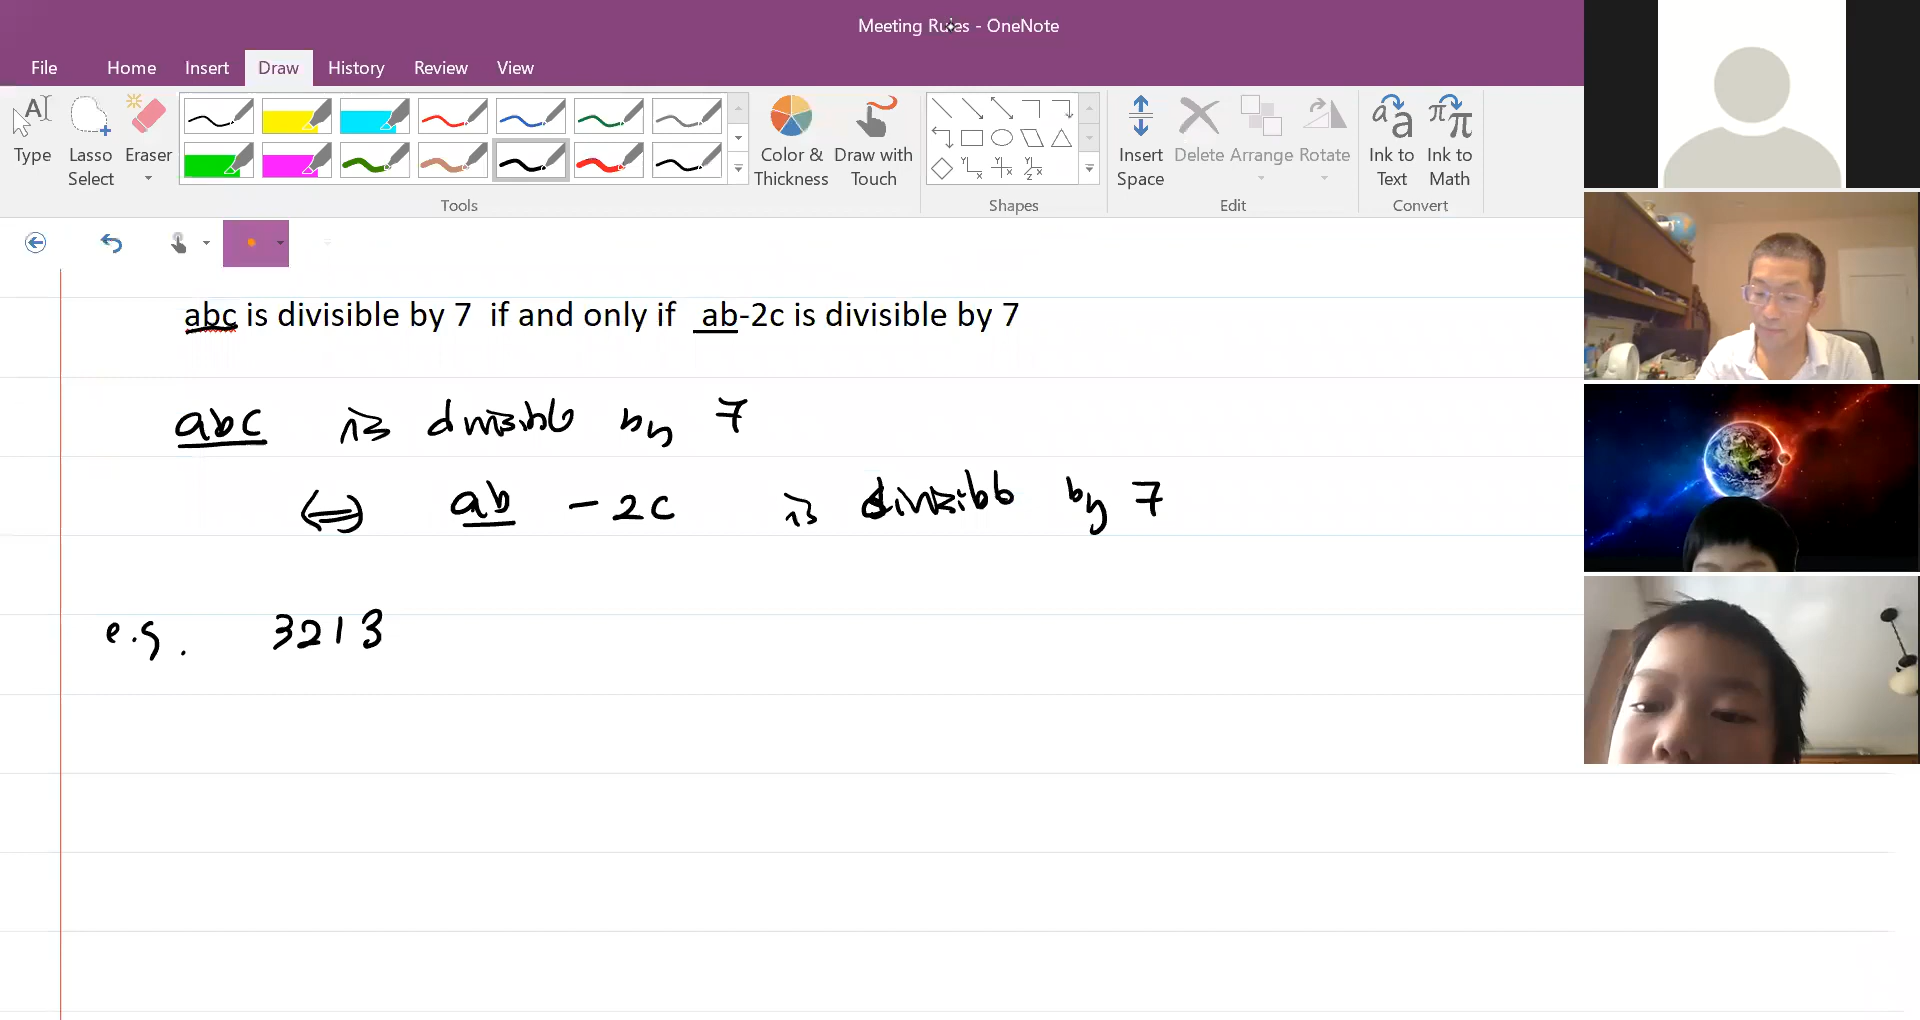 Meeting Rules - OneNote
File Home Insert Draw History Review View
Type Lasso Select Eraser Color & Thickness Draw with Touch Insert Space Delete Arrange Rotate Ink to Text Ink to Math
Tools Shapes Edit Convert
abc is divisible by 7 if and only if ab-2c is divisible by 7
abc is divisible by 7
⟺ ab - 2c is divisible by 7
e.g. 3213